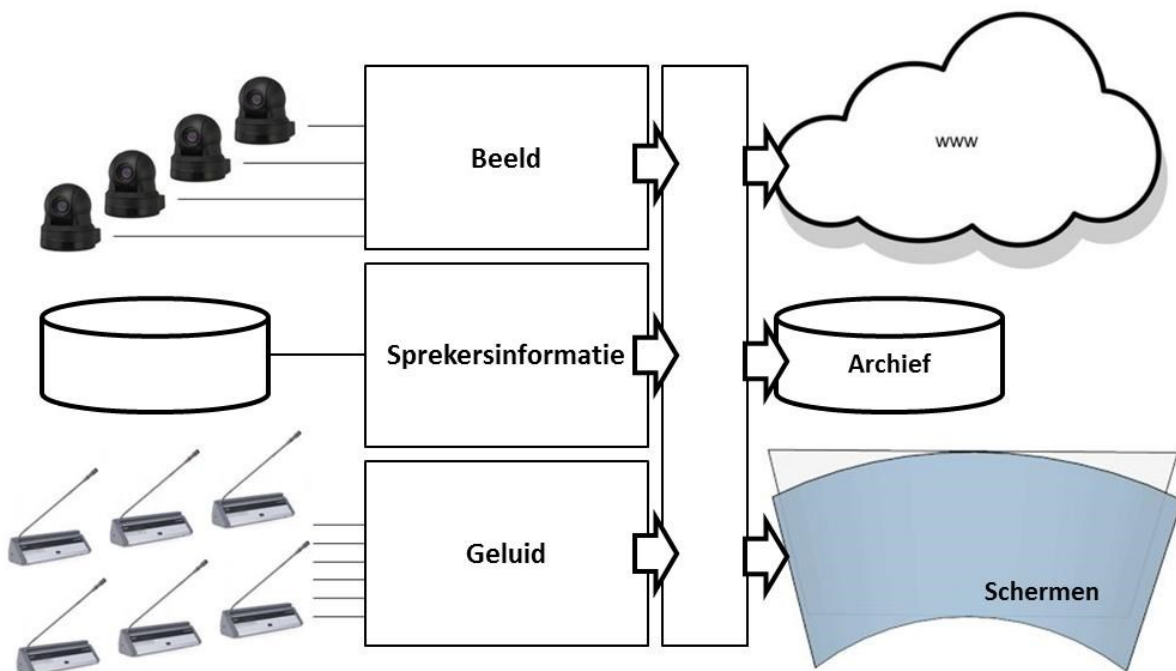 Beeld
www
Sprekersinformatie
Archief
Geluid
Schermen